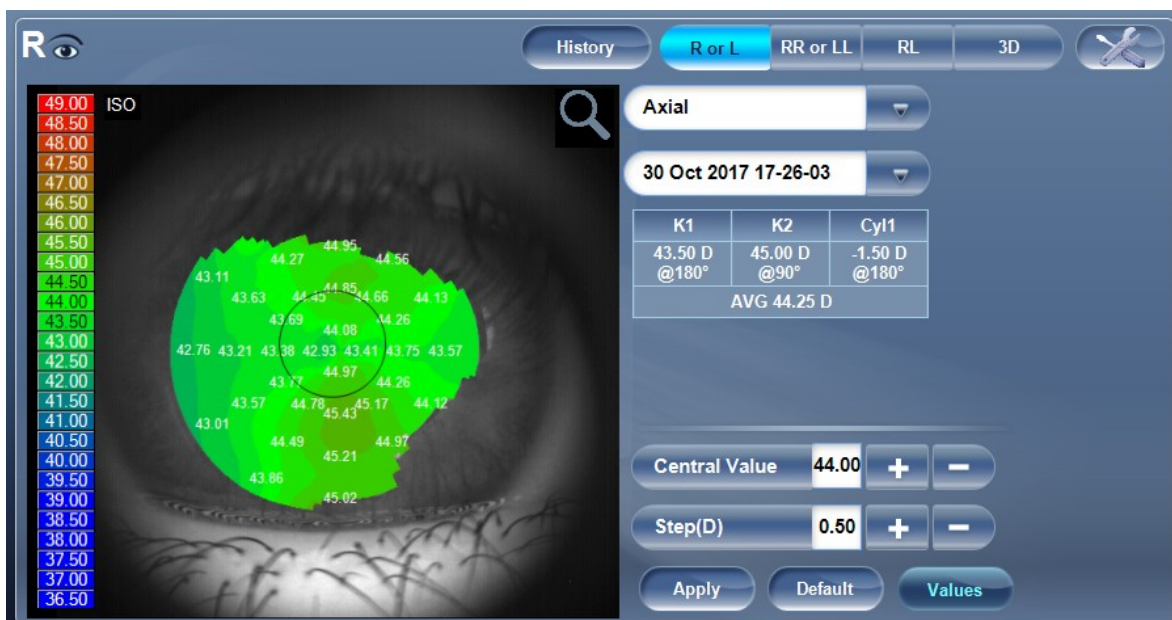 R History R or L RR or LL RL 3D
ISO
49.00
48.50
48.00
47.50
47.00
46.50
46.00
45.50
45.00
44.50
44.00
43.50
43.00
42.50
42.00
41.50
41.00
40.50
40.00
39.50
39.00
38.50
38.00
37.50
37.00
36.50
44.95
44.27 44.56
43.11 44.85
43.63 44.45 44.66 44.13
43.69 44.08 44.26
42.76 43.21 43.38 42.93 43.41 43.75 43.57
43.77 44.97 44.26
43.57 44.78 45.43 45.17 44.12
43.01
44.49 44.97
45.21
43.86
45.02
Axial
30 Oct 2017 17-26-03
K1 K2 Cyl1
43.50 D 45.00 D -1.50 D
@180° @90° @180°
AVG 44.25 D
Central Value 44.00 + −
Step(D) 0.50 + −
Apply Default Values